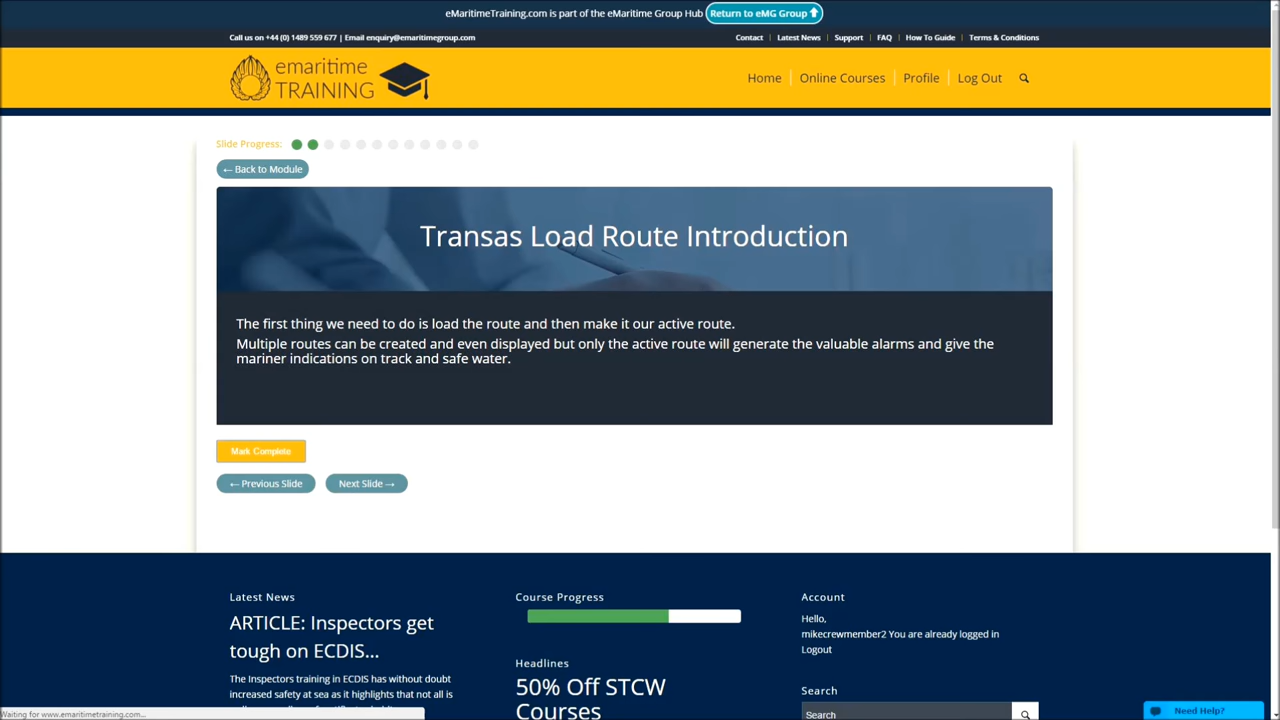 eMaritimeTraining.com is part of the eMaritime Group Hub Return to eMG Group
Call us on +44 (0) 1489 559 677 | Email enquiry@emaritimegroup.com
Contact | Latest News | Support | FAQ | How To Guide | Terms & Conditions
emaritime
TRAINING
Home Online Courses Profile Log Out
Slide Progress:
← Back to Module
Transas Load Route Introduction
The first thing we need to do is load the route and then make it our active route.
Multiple routes can be created and even displayed but only the active route will generate the valuable alarms and give the
mariner indications on track and safe water.
Mark Complete
← Previous Slide Next Slide →
Latest News
ARTICLE: Inspectors get
tough on ECDIS...
The Inspectors training in ECDIS has without doubt
increased safety at sea as it highlights that not all is
Course Progress
Headlines
50% Off STCW
Courses
Account
Hello,
mikecrewmember2 You are already logged in
Logout
Search
Search
Need Help?
Waiting for www.emaritimetraining.com...